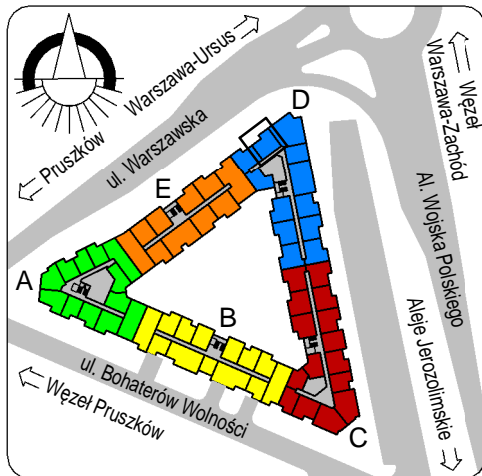 Warszawa-Ursus
Pruszków
ul. Warszawska
Węzeł
Warszawa-Zachód
Al. Wojska Polskiego
Aleje Jerozolimskie
D
E
A
B
C
ul. Bohaterów Wolności
Węzeł Pruszków